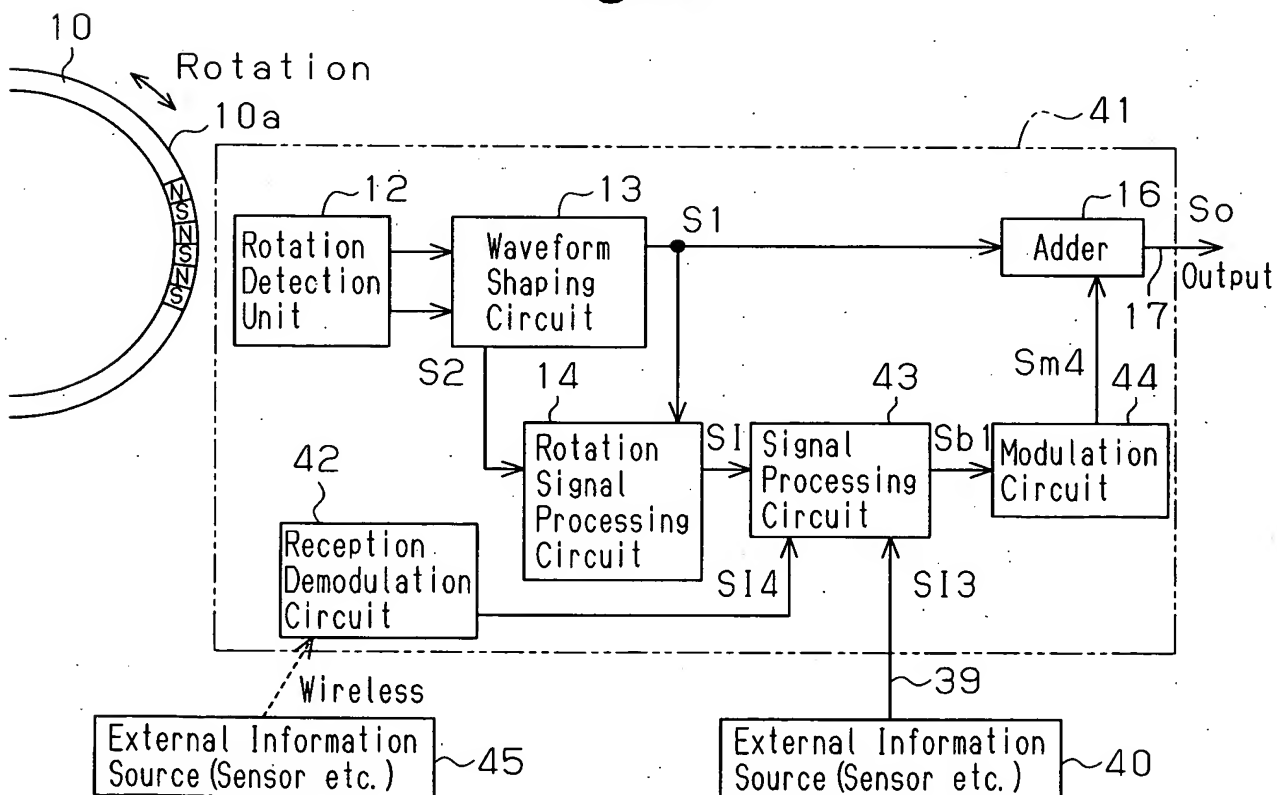 10
Rotation
10a
41
N
S
N
S
N
S
12
Rotation
Detection
Unit
13
Waveform
Shaping
Circuit
S1
16
Adder
So
Output
17
S2
14
Rotation
Signal
Processing
Circuit
SI
43
Signal
Processing
Circuit
Sb1
Sm4
44
Modulation
Circuit
42
Reception
Demodulation
Circuit
SI4
SI3
Wireless
39
External Information
Source(Sensor etc.)
45
External Information
Source(Sensor etc.)
40